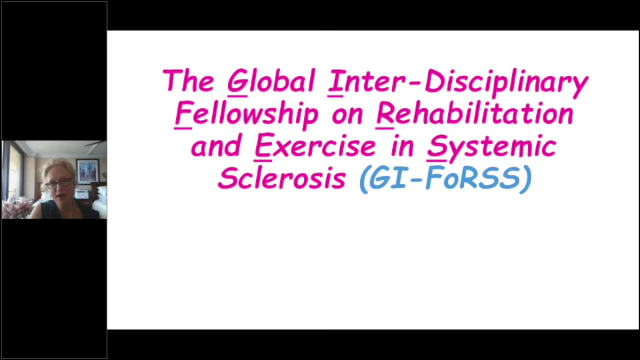 The Global Inter-Disciplinary
Fellowship on Rehabilitation
and Exercise in Systemic
Sclerosis (GI-FoRSS)